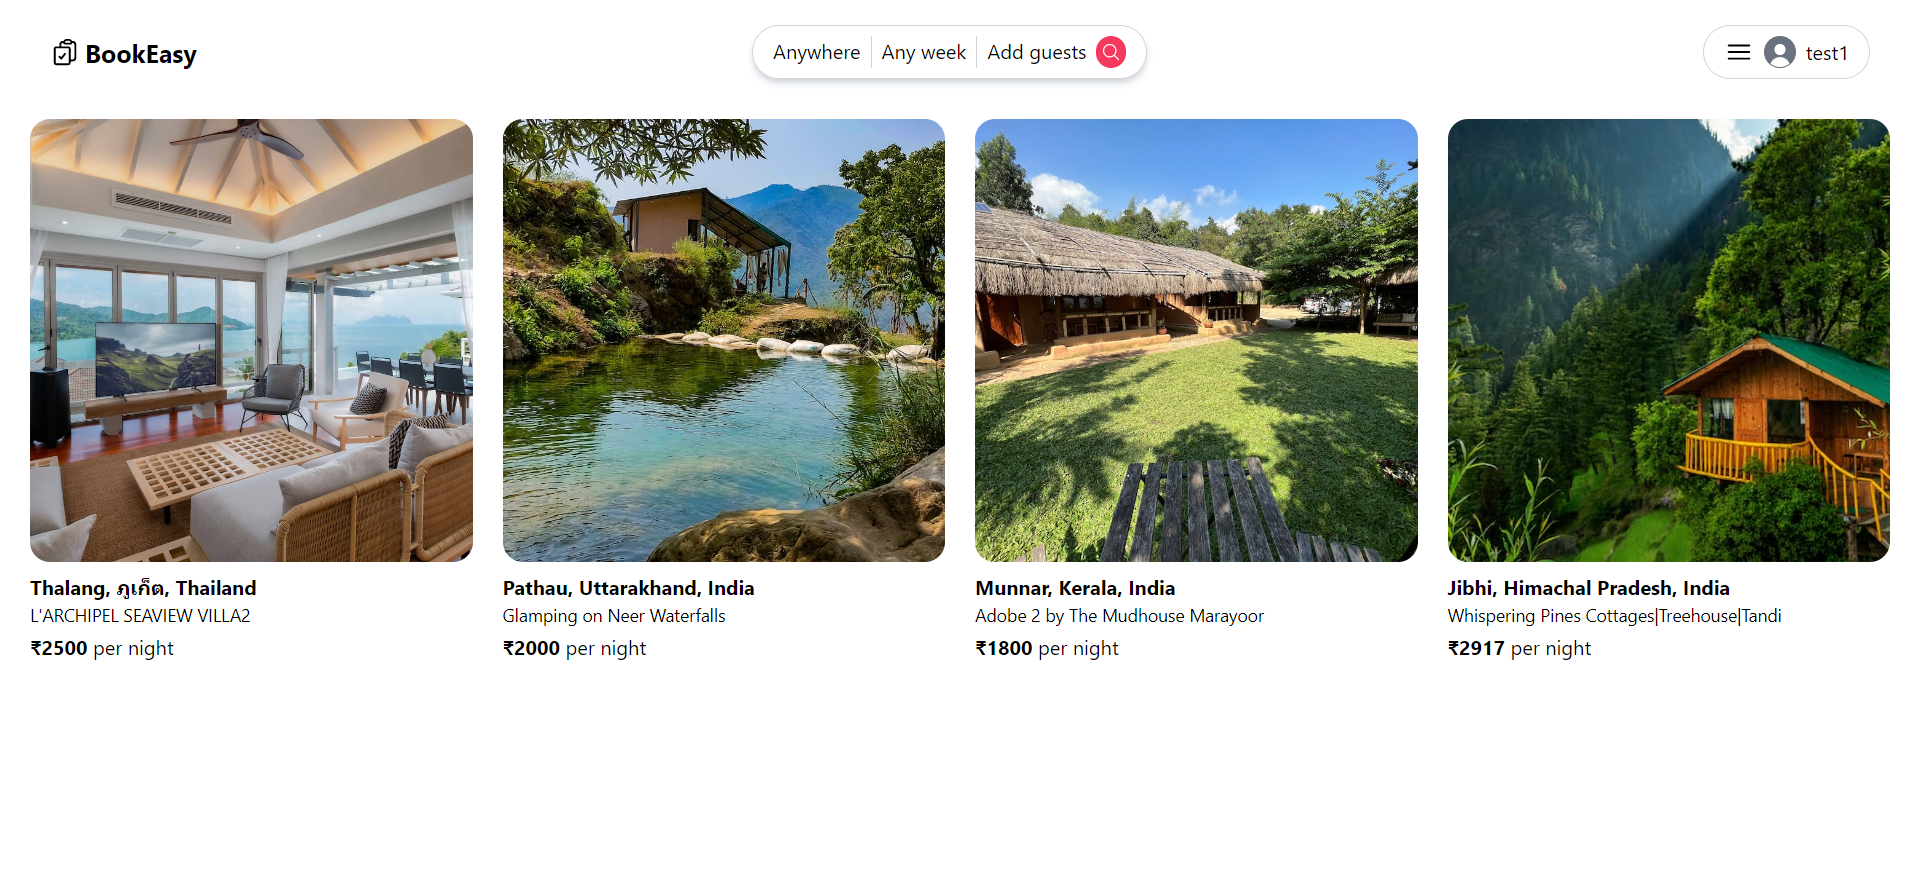 BookEasy
Anywhere
Any week
Add guests
test1
Thalang, ภูเก็ต, Thailand
L'ARCHIPEL SEAVIEW VILLA2
₹2500 per night
Pathau, Uttarakhand, India
Glamping on Neer Waterfalls
₹2000 per night
Munnar, Kerala, India
Adobe 2 by The Mudhouse Marayoor
₹1800 per night
Jibhi, Himachal Pradesh, India
Whispering Pines Cottages|Treehouse|Tandi
₹2917 per night